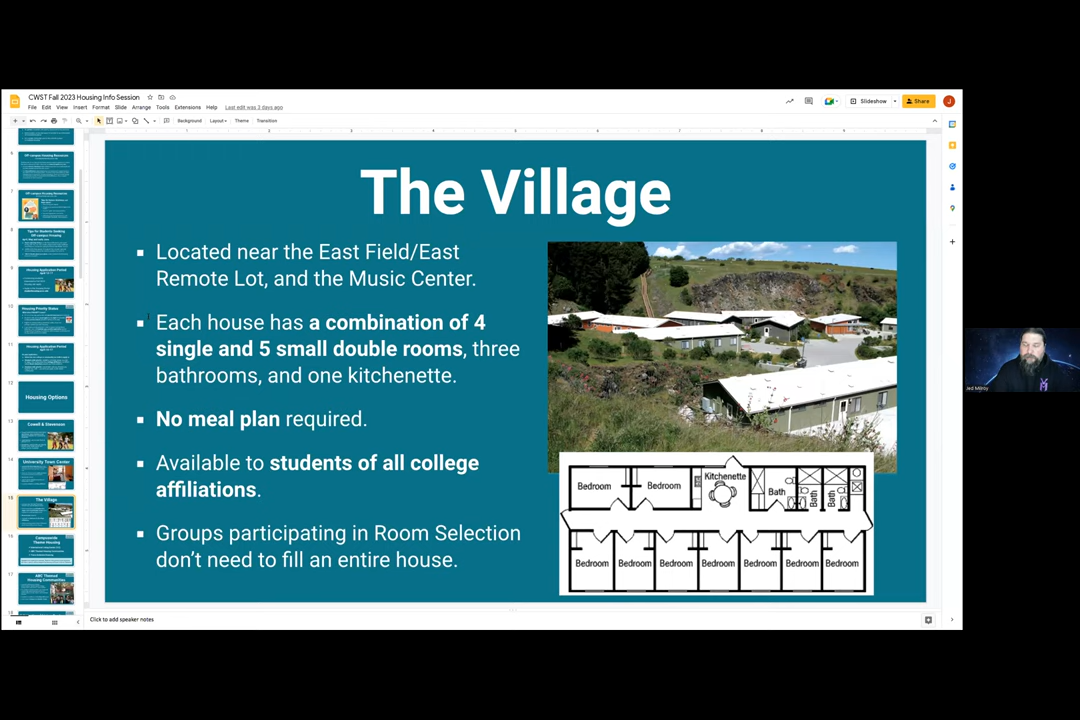 CWST Fall 2023 Housing Info Session
File Edit View Insert Format Slide Arrange Tools Extensions Help Last edit was 3 days ago
Slideshow
Share
J
Background Layout Theme Transition
The Village
Located near the East Field/East
Remote Lot, and the Music Center.
Each house has a combination of 4
single and 5 small double rooms, three
bathrooms, and one kitchenette.
No meal plan required.
Available to students of all college
affiliations.
Groups participating in Room Selection
don’t need to fill an entire house.
Bedroom Bedroom Kitchenette Bath Bath Bath
Bedroom Bedroom Bedroom Bedroom Bedroom Bedroom Bedroom
Housing Options
Cowell & Stevenson
University Town Center
The Village
Click to add speaker notes
Jed Milroy